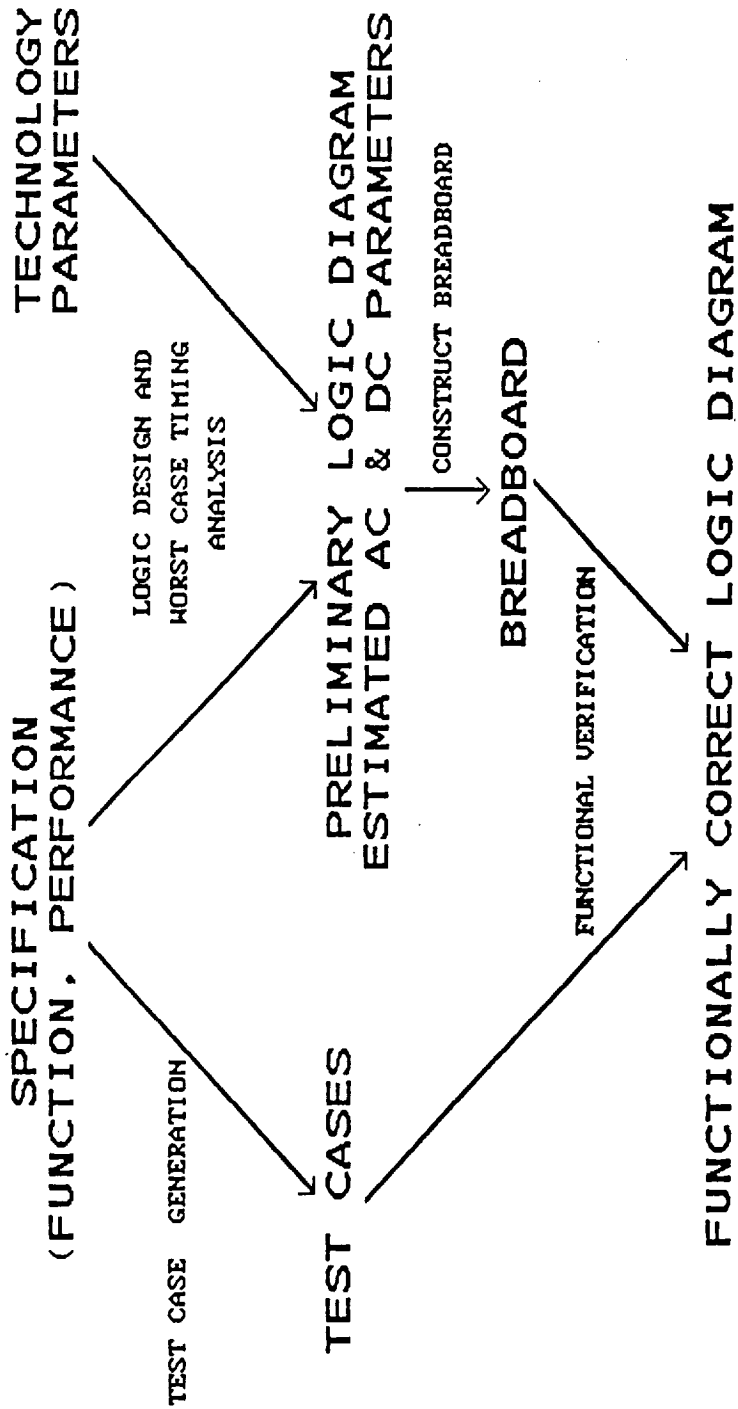 SPECIFICATION
(FUNCTION, PERFORMANCE)
TECHNOLOGY
PARAMETERS
TEST CASE GENERATION
LOGIC DESIGN AND
WORST CASE TIMING
ANALYSIS
TEST CASES
PRELIMINARY LOGIC DIAGRAM
ESTIMATED AC & DC PARAMETERS
CONSTRUCT BREADBOARD
BREADBOARD
FUNCTIONAL VERIFICATION
FUNCTIONALLY CORRECT LOGIC DIAGRAM